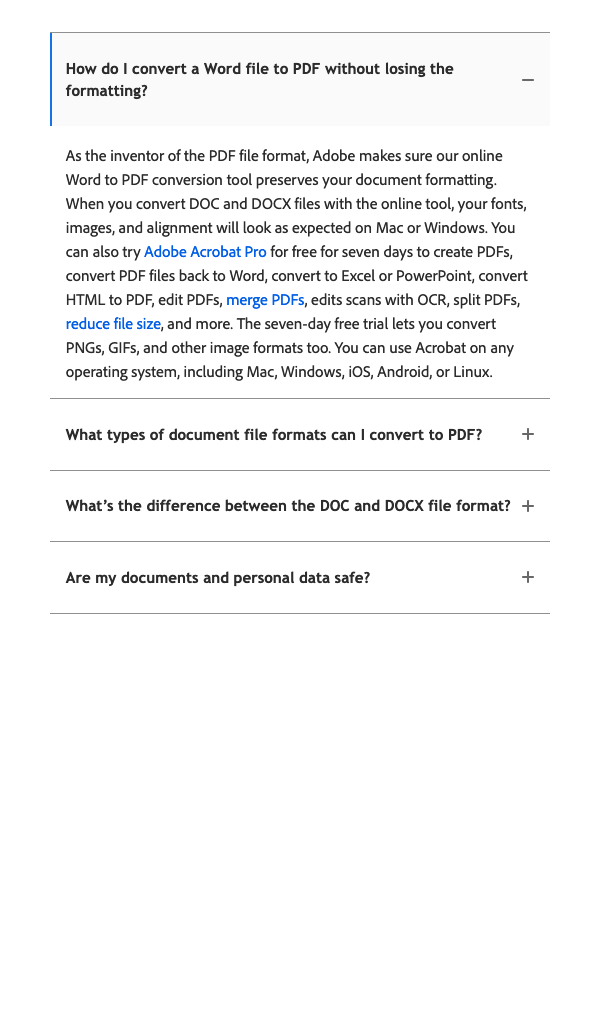 How do I convert a Word file to PDF without losing the
formatting?
As the inventor of the PDF file format, Adobe makes sure our online
Word to PDF conversion tool preserves your document formatting.
When you convert DOC and DOCX files with the online tool, your fonts,
images, and alignment will look as expected on Mac or Windows. You
can also try Adobe Acrobat Pro for free for seven days to create PDFs,
convert PDF files back to Word, convert to Excel or PowerPoint, convert
HTML to PDF, edit PDFs, merge PDFs, edits scans with OCR, split PDFs,
reduce file size, and more. The seven-day free trial lets you convert
PNGs, GIFs, and other image formats too. You can use Acrobat on any
operating system, including Mac, Windows, iOS, Android, or Linux.
What types of document file formats can I convert to PDF?
What’s the difference between the DOC and DOCX file format?
Are my documents and personal data safe?